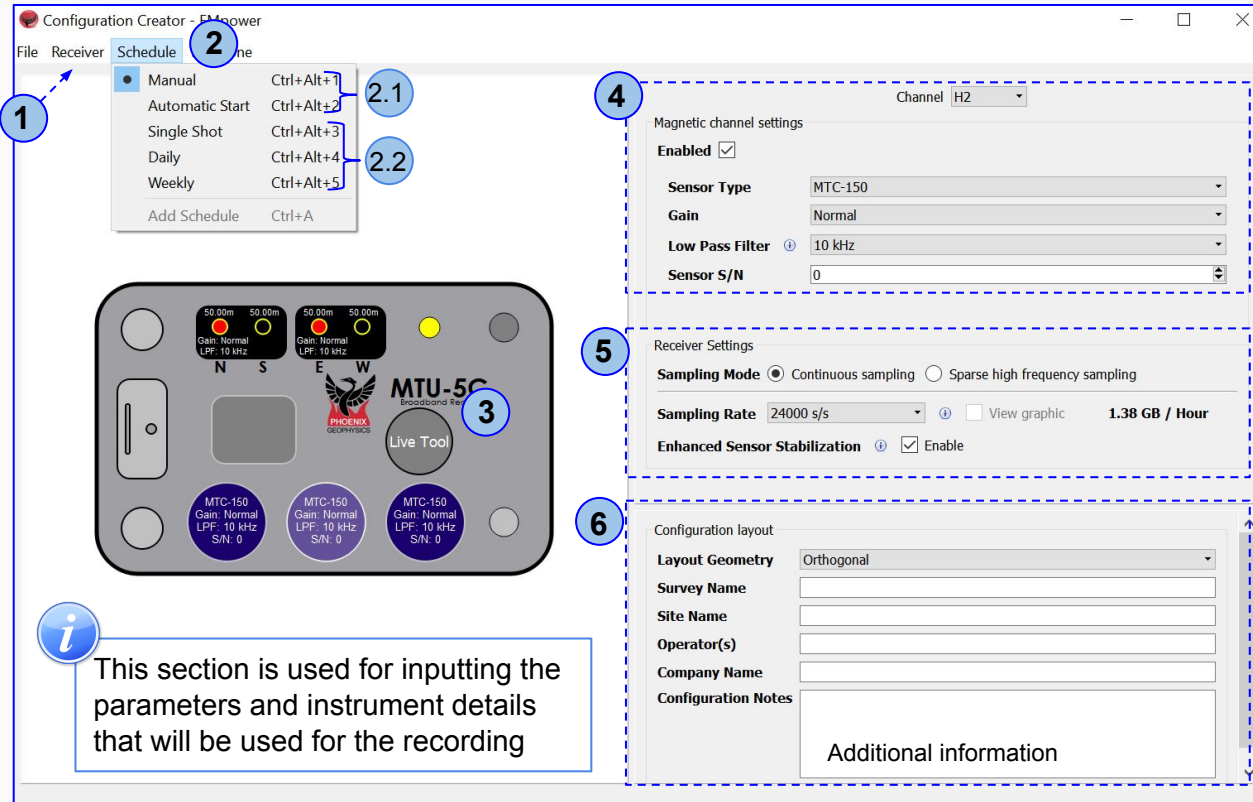 Configuration Creator - EMpower
File Receiver Schedule ne
1
2
Manual Ctrl+Alt+1
Automatic Start Ctrl+Alt+2
2.1
Single Shot Ctrl+Alt+3
Daily Ctrl+Alt+4
Weekly Ctrl+Alt+5
2.2
Add Schedule Ctrl+A
50.00m 50.00m 50.00m 50.00m
Gain: Normal Gain: Normal
LPF: 10 kHz LPF: 10 kHz
N S E W
MTU-5C
Broadband Re
PHOENIX
GEOPHYSICS
3
Live Tool
MTC-150 MTC-150 MTC-150
Gain: Normal Gain: Normal Gain: Normal
LPF: 10 kHz LPF: 10 kHz LPF: 10 kHz
S/N: 0 S/N: 0 S/N: 0
i
This section is used for inputting the
parameters and instrument details
that will be used for the recording
4
Channel H2
Magnetic channel settings
Enabled
Sensor Type MTC-150
Gain Normal
Low Pass Filter i 10 kHz
Sensor S/N 0
5
Receiver Settings
Sampling Mode Continuous sampling Sparse high frequency sampling
Sampling Rate 24000 s/s i View graphic 1.38 GB / Hour
Enhanced Sensor Stabilization i Enable
6
Configuration layout
Layout Geometry Orthogonal
Survey Name
Site Name
Operator(s)
Company Name
Configuration Notes
Additional information